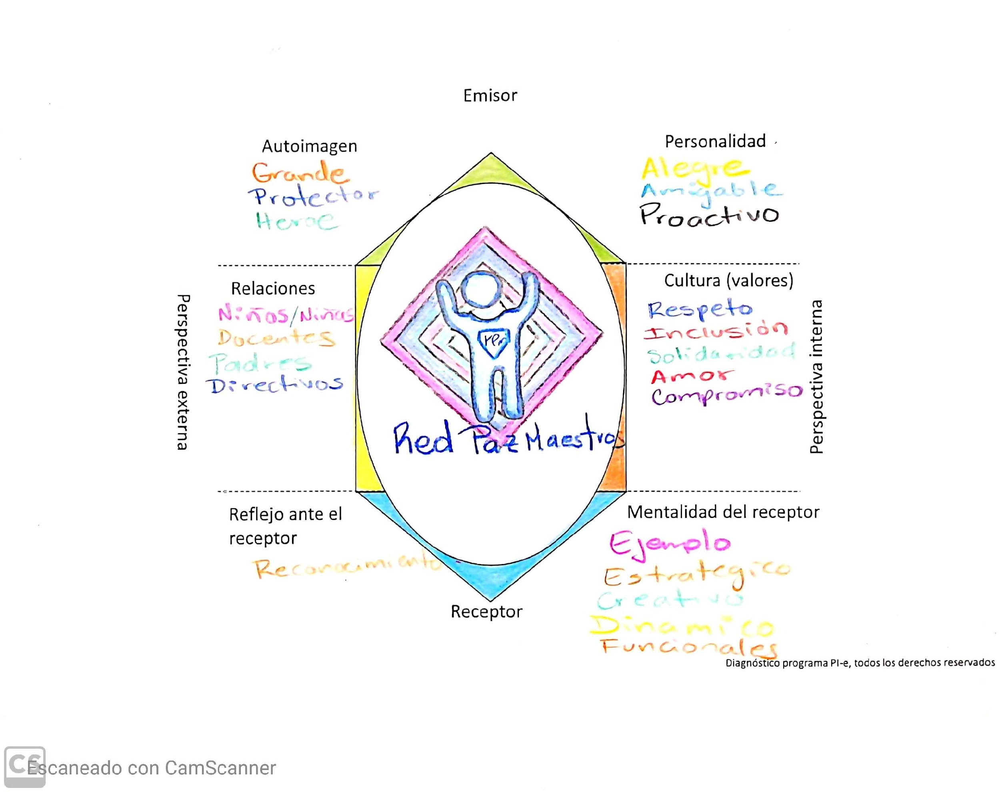 Emisor
Autoimagen
Grande
Protector
Heroe
Personalidad
Alegre
Amigable
Proactivo
Relaciones
Niños/Niñas
Docentes
Padres
Directivos
Perspectiva externa
Cultura (valores)
Respeto
Inclusión
Solidaridad
Amor
Compromiso
Perspectiva interna
Red Paz Maestros
Reflejo ante el
receptor
Reconocimiento
Mentalidad del receptor
Ejemplo
Estrategico
Creativo
Dinamico
Funcionales
Receptor
Diagnóstico programa PI-e, todos los derechos reservados
CS
Escaneado con CamScanner